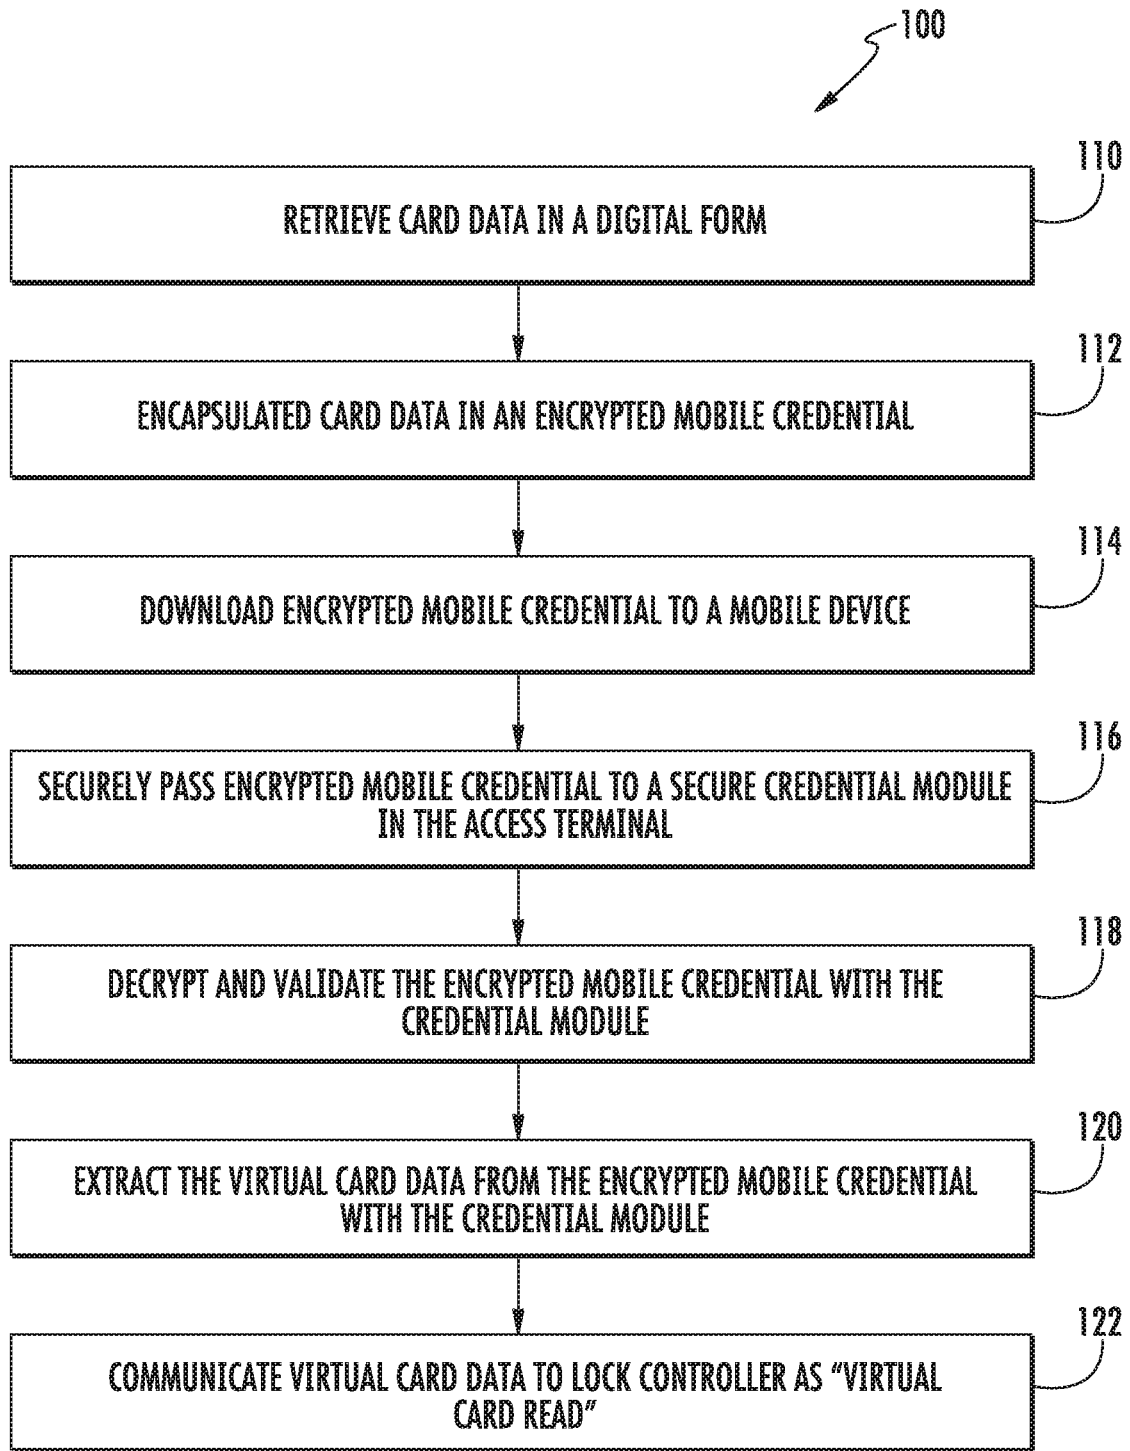 100
110
RETRIEVE CARD DATA IN A DIGITAL FORM
112
ENCAPSULATED CARD DATA IN AN ENCRYPTED MOBILE CREDENTIAL
114
DOWNLOAD ENCRYPTED MOBILE CREDENTIAL TO A MOBILE DEVICE
116
SECURELY PASS ENCRYPTED MOBILE CREDENTIAL TO A SECURE CREDENTIAL MODULE
IN THE ACCESS TERMINAL
118
DECRYPT AND VALIDATE THE ENCRYPTED MOBILE CREDENTIAL WITH THE
CREDENTIAL MODULE
120
EXTRACT THE VIRTUAL CARD DATA FROM THE ENCRYPTED MOBILE CREDENTIAL
WITH THE CREDENTIAL MODULE
122
COMMUNICATE VIRTUAL CARD DATA TO LOCK CONTROLLER AS “VIRTUAL
CARD READ”